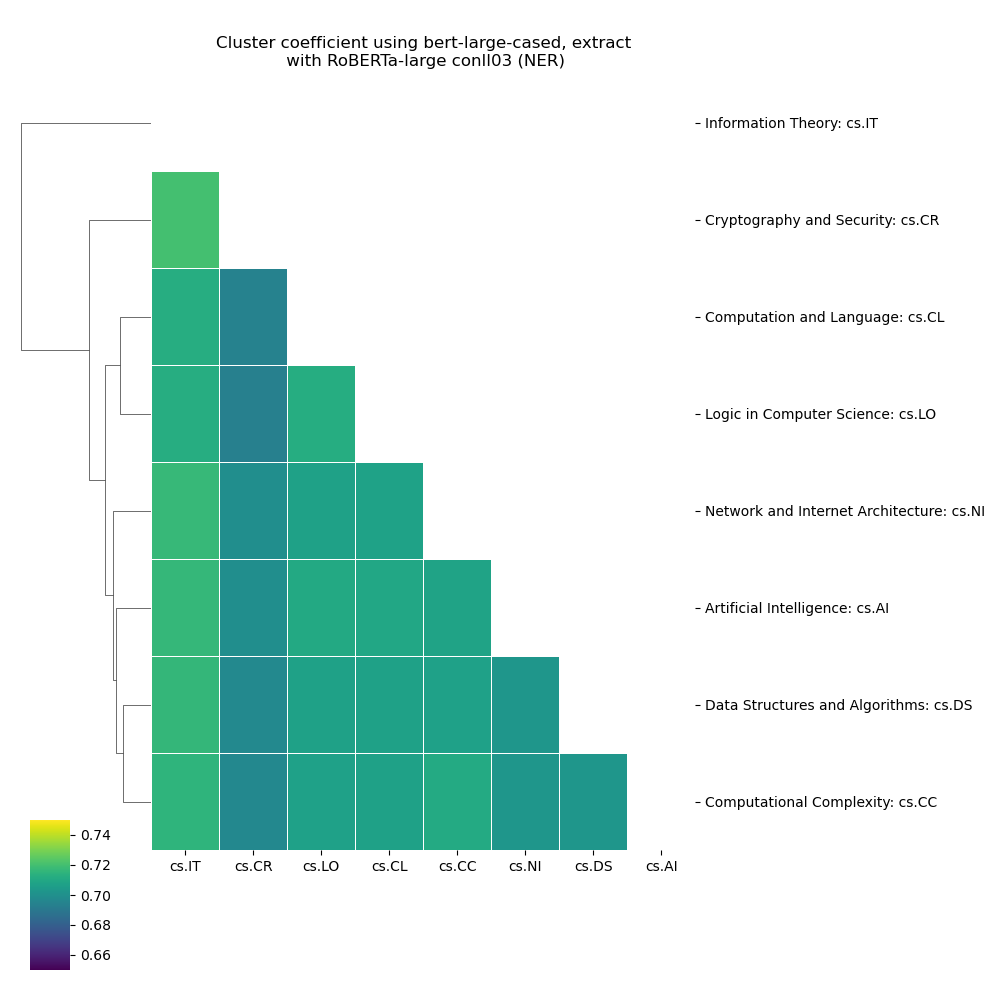 Cluster coefficient using bert-large-cased, extract
with RoBERTa-large conll03 (NER)
Information Theory: cs.IT
Cryptography and Security: cs.CR
Computation and Language: cs.CL
Logic in Computer Science: cs.LO
Network and Internet Architecture: cs.NI
Artificial Intelligence: cs.AI
Data Structures and Algorithms: cs.DS
Computational Complexity: cs.CC
0.74
0.72
0.70
0.68
0.66
cs.IT cs.CR cs.LO cs.CL cs.CC cs.NI cs.DS cs.AI